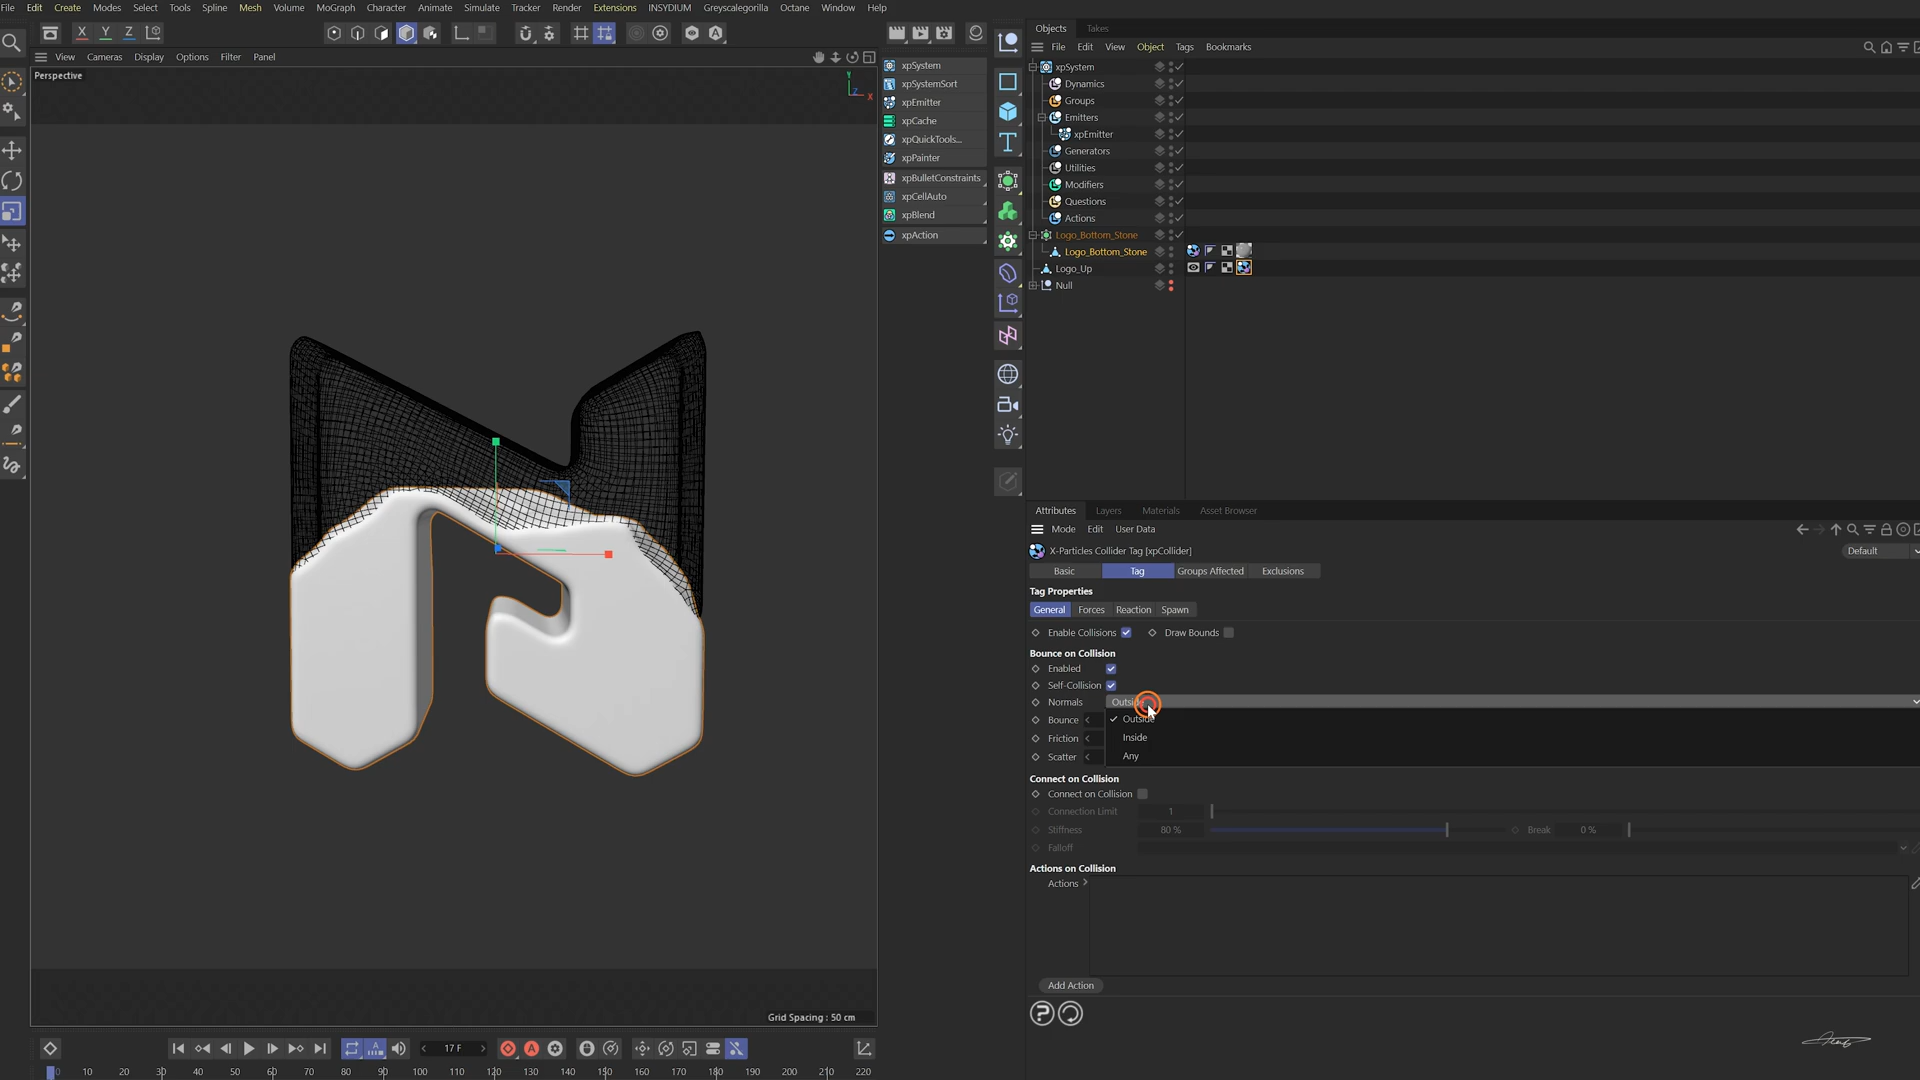 File Edit Create Modes Select Tools Spline Mesh Volume MoGraph Character Animate Simulate Tracker Render Extensions INSYDIUM Greyscalegorilla Octane Window Help
X Y Z
View Cameras Display Options Filter Panel
Perspective
Y
Z X
xpSystem
xpSystemSort
xpEmitter
xpCache
xpQuickTools...
xpPainter
xpBulletConstraints
xpCellAuto
xpBlend
xpAction
Objects Takes
File Edit View Object Tags Bookmarks
xpSystem
Dynamics
Groups
Emitters
xpEmitter
Generators
Utilities
Modifiers
Questions
Actions
Logo_Bottom_Stone
Logo_Bottom_Stone
Logo_Up
Null
Attributes Layers Materials Asset Browser
Mode Edit User Data
X-Particles Collider Tag [xpCollider]
Default
Basic Tag Groups Affected Exclusions
Tag Properties
General Forces Reaction Spawn
Enable Collisions Draw Bounds
Bounce on Collision
Enabled
Self-Collision
Normals Outside
Bounce Outside
Friction Inside
Scatter Any
Connect on Collision
Connect on Collision
Connection Limit 1
Stiffness 80 % Break 0 %
Falloff
Actions on Collision
Actions
Add Action
Grid Spacing : 50 cm
17 F
0 10 20 30 40 50 60 70 80 90 100 110 120 130 140 150 160 170 180 190 200 210 220